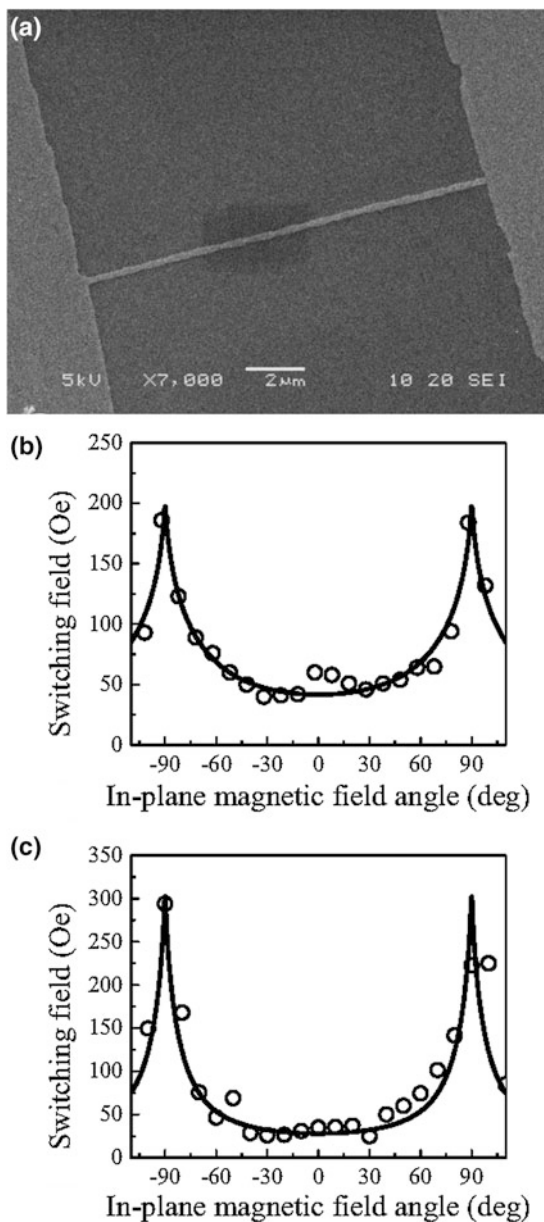 (a)
5kV X7,000 2μm 10 20 SEI
(b)
250
200
150
100
50
0
Switching field (Oe)
-90 -60 -30 0 30 60 90
In-plane magnetic field angle (deg)
(c)
350
300
250
200
150
100
50
0
Switching field (Oe)
-90 -60 -30 0 30 60 90
In-plane magnetic field angle (deg)